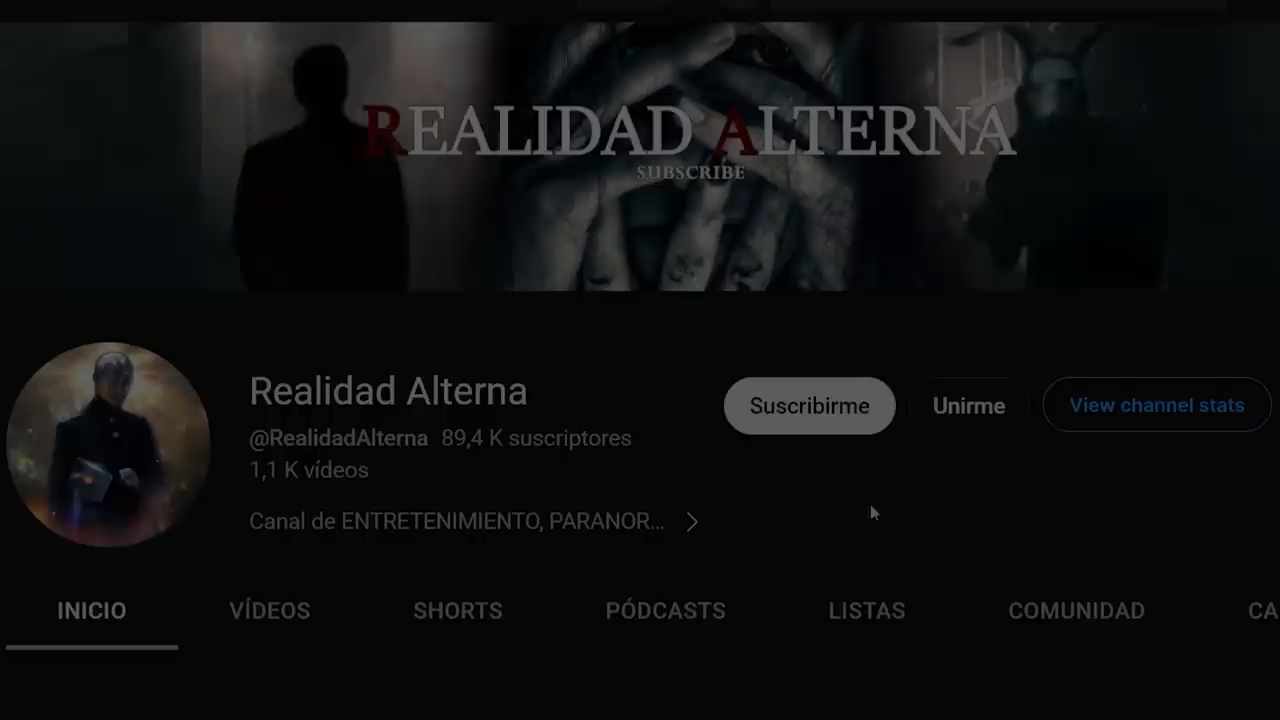 REALIDAD ALTERNA
SUBSCRIBE
Realidad Alterna
@RealidadAlterna 89,4 K suscriptores
1,1 K vídeos
Canal de ENTRETENIMIENTO, PARANOR...
Suscribirme
Unirme
View channel stats
INICIO VÍDEOS SHORTS PÓDCASTS LISTAS COMUNIDAD CA